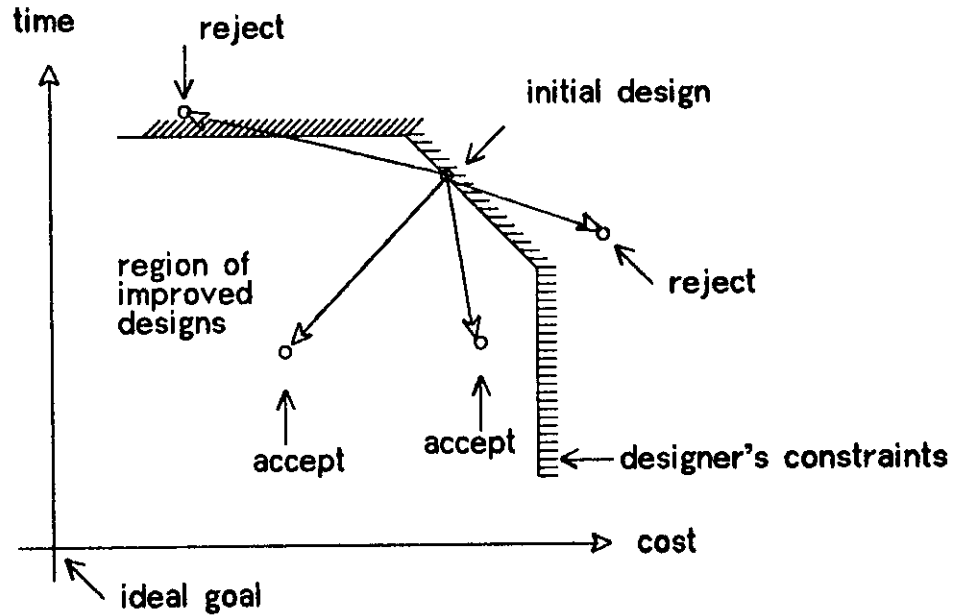 time
reject
initial design
region of
improved
designs
reject
accept
accept
designer's constraints
cost
ideal goal